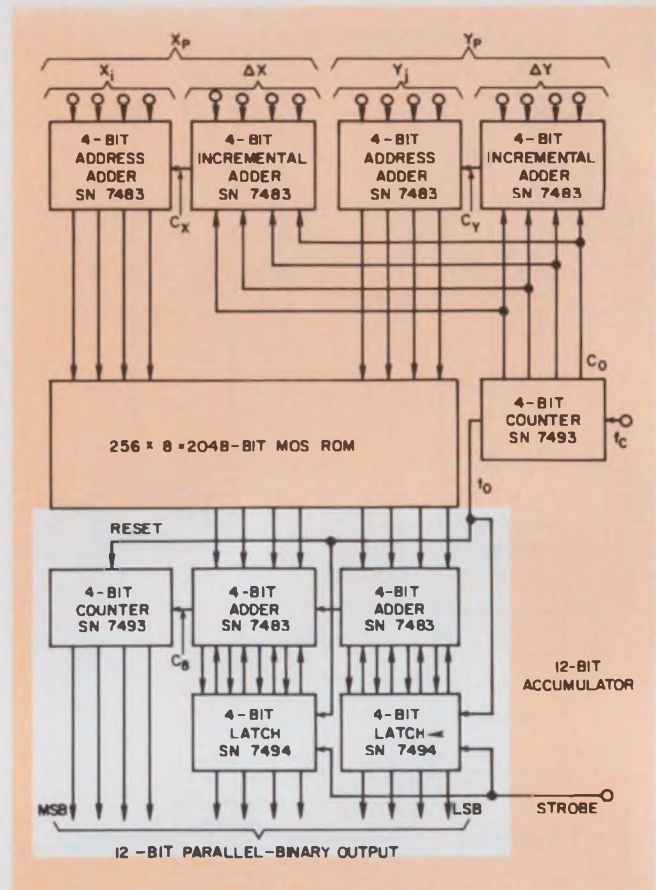 Xp Yp
Xi ΔX Yj ΔY
4-BIT ADDRESS ADDER SN 7483
4-BIT INCREMENTAL ADDER SN 7483
4-BIT ADDRESS ADDER SN 7483
4-BIT INCREMENTAL ADDER SN 7483
CX
CY
C0
4-BIT COUNTER SN 7493
fc
256 x 8 = 2048-BIT MOS ROM
t0
RESET
4-BIT COUNTER SN 7493
4-BIT ADDER SN 7483
4-BIT ADDER SN 7483
C8
12-BIT ACCUMULATOR
4-BIT LATCH SN 7494
4-BIT LATCH SN 7494
MSB
LSB
STROBE
12-BIT PARALLEL-BINARY OUTPUT